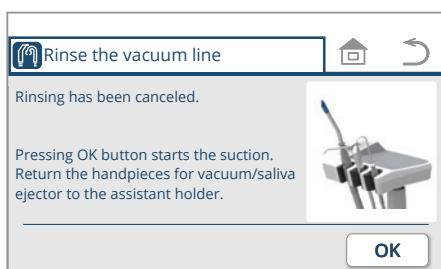 Rinse the vacuum line
Rinsing has been canceled.
Pressing OK button starts the suction.
Return the handpieces for vacuum/saliva
ejector to the assistant holder.
OK